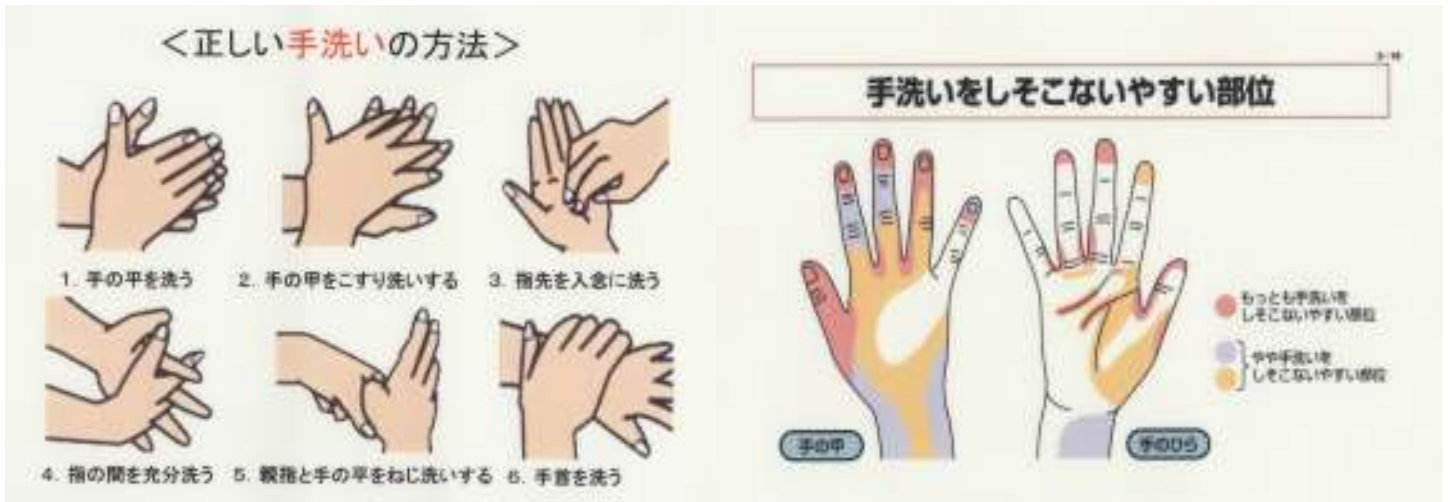 ＜正しい手洗いの方法＞
1. 手の平を洗う
2. 手の甲をこすり洗いする
3. 指先を入念に洗う
4. 指の間を充分洗う
5. 親指と手の平をねじ洗いする
6. 手首を洗う
手洗いをしそこないやすい部位
もっとも手洗いを
しそこないやすい部位
やや手洗いを
しそこないやすい部位
手の甲
手のひら